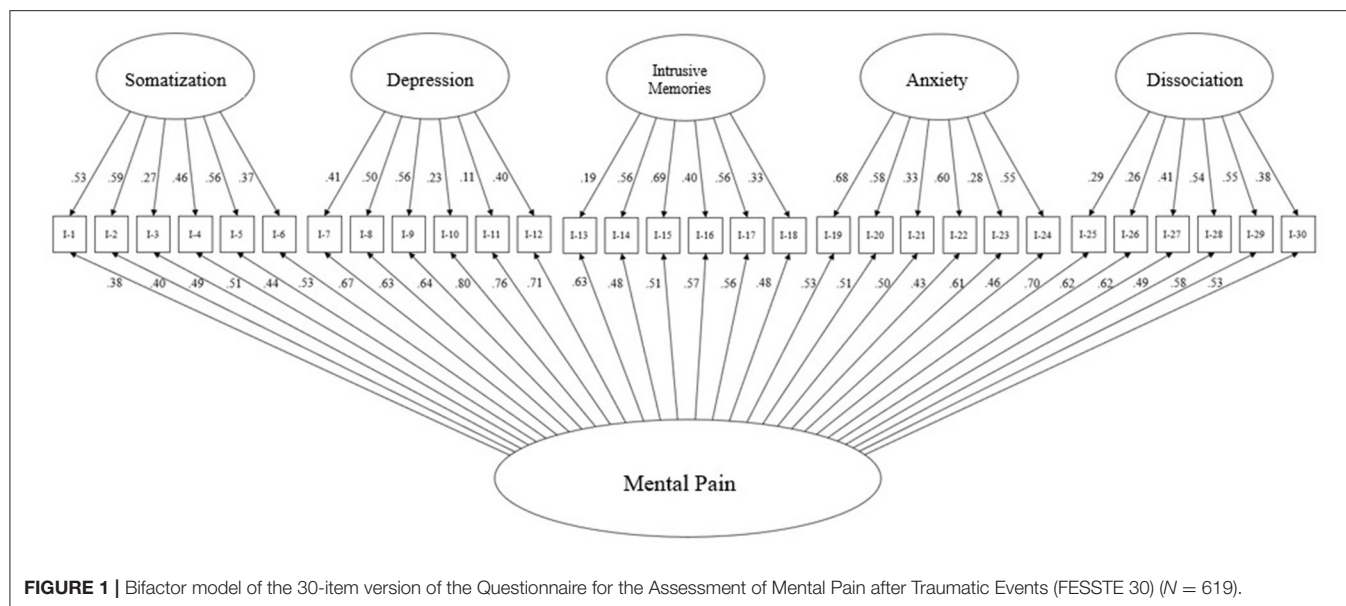 Somatization Depression Intrusive Memories Anxiety Dissociation
.53 .59 .27 .46 .56 .37 .41 .50 .56 .23 .11 .40 .19 .56 .69 .40 .56 .33 .68 .58 .33 .60 .28 .55 .29 .26 .41 .54 .55 .38
I-1 I-2 I-3 I-4 I-5 I-6 I-7 I-8 I-9 I-10 I-11 I-12 I-13 I-14 I-15 I-16 I-17 I-18 I-19 I-20 I-21 I-22 I-23 I-24 I-25 I-26 I-27 I-28 I-29 I-30
.38 .40 .49 .51 .44 .53 .67 .63 .64 .80 .76 .71 .63 .48 .51 .57 .56 .48 .53 .51 .50 .43 .61 .46 .70 .62 .62 .49 .58 .53
Mental Pain
FIGURE 1 | Bifactor model of the 30-item version of the Questionnaire for the Assessment of Mental Pain after Traumatic Events (FESSTE 30) (N = 619).